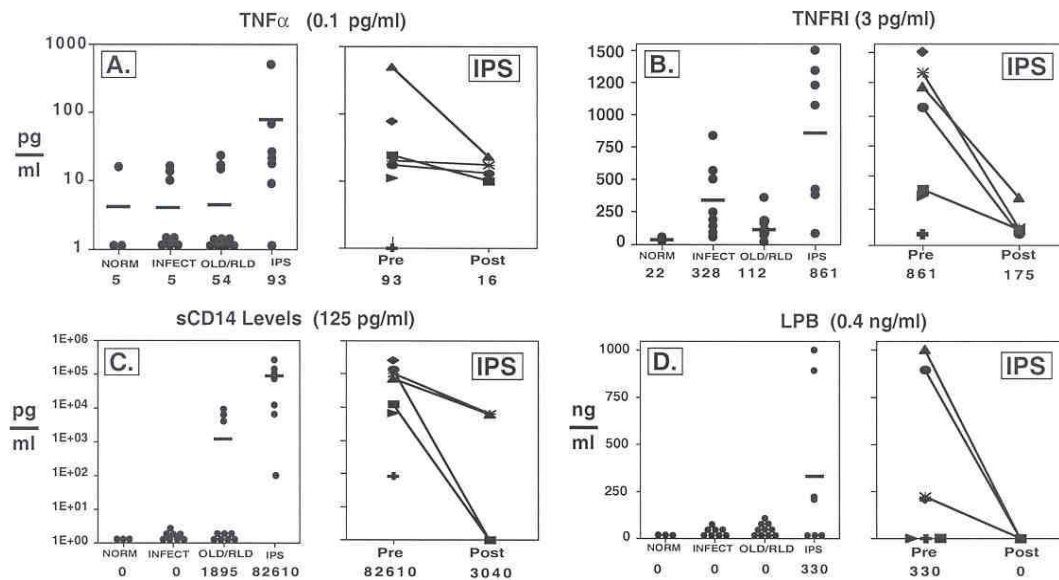 TNFα (0.1 pg/ml)
TNFRI (3 pg/ml)
1000
100
10
1
pg
ml
A.
NORM INFECT OLD/RLD IPS
5 5 54 93
IPS
Pre Post
93 16
1500
1250
1000
750
500
250
0
B.
NORM INFECT OLD/RLD IPS
22 328 112 861
IPS
Pre Post
861 175
sCD14 Levels (125 pg/ml)
LPB (0.4 ng/ml)
1E+06
1E+05
1E+04
1E+03
1E+02
1E+01
1E+00
pg
ml
C.
NORM INFECT OLD/RLD IPS
0 0 1895 82610
IPS
Pre Post
82610 3040
1000
750
500
250
0
ng
ml
D.
NORM INFECT OLD/RLD IPS
0 0 0 330
IPS
Pre Post
330 0